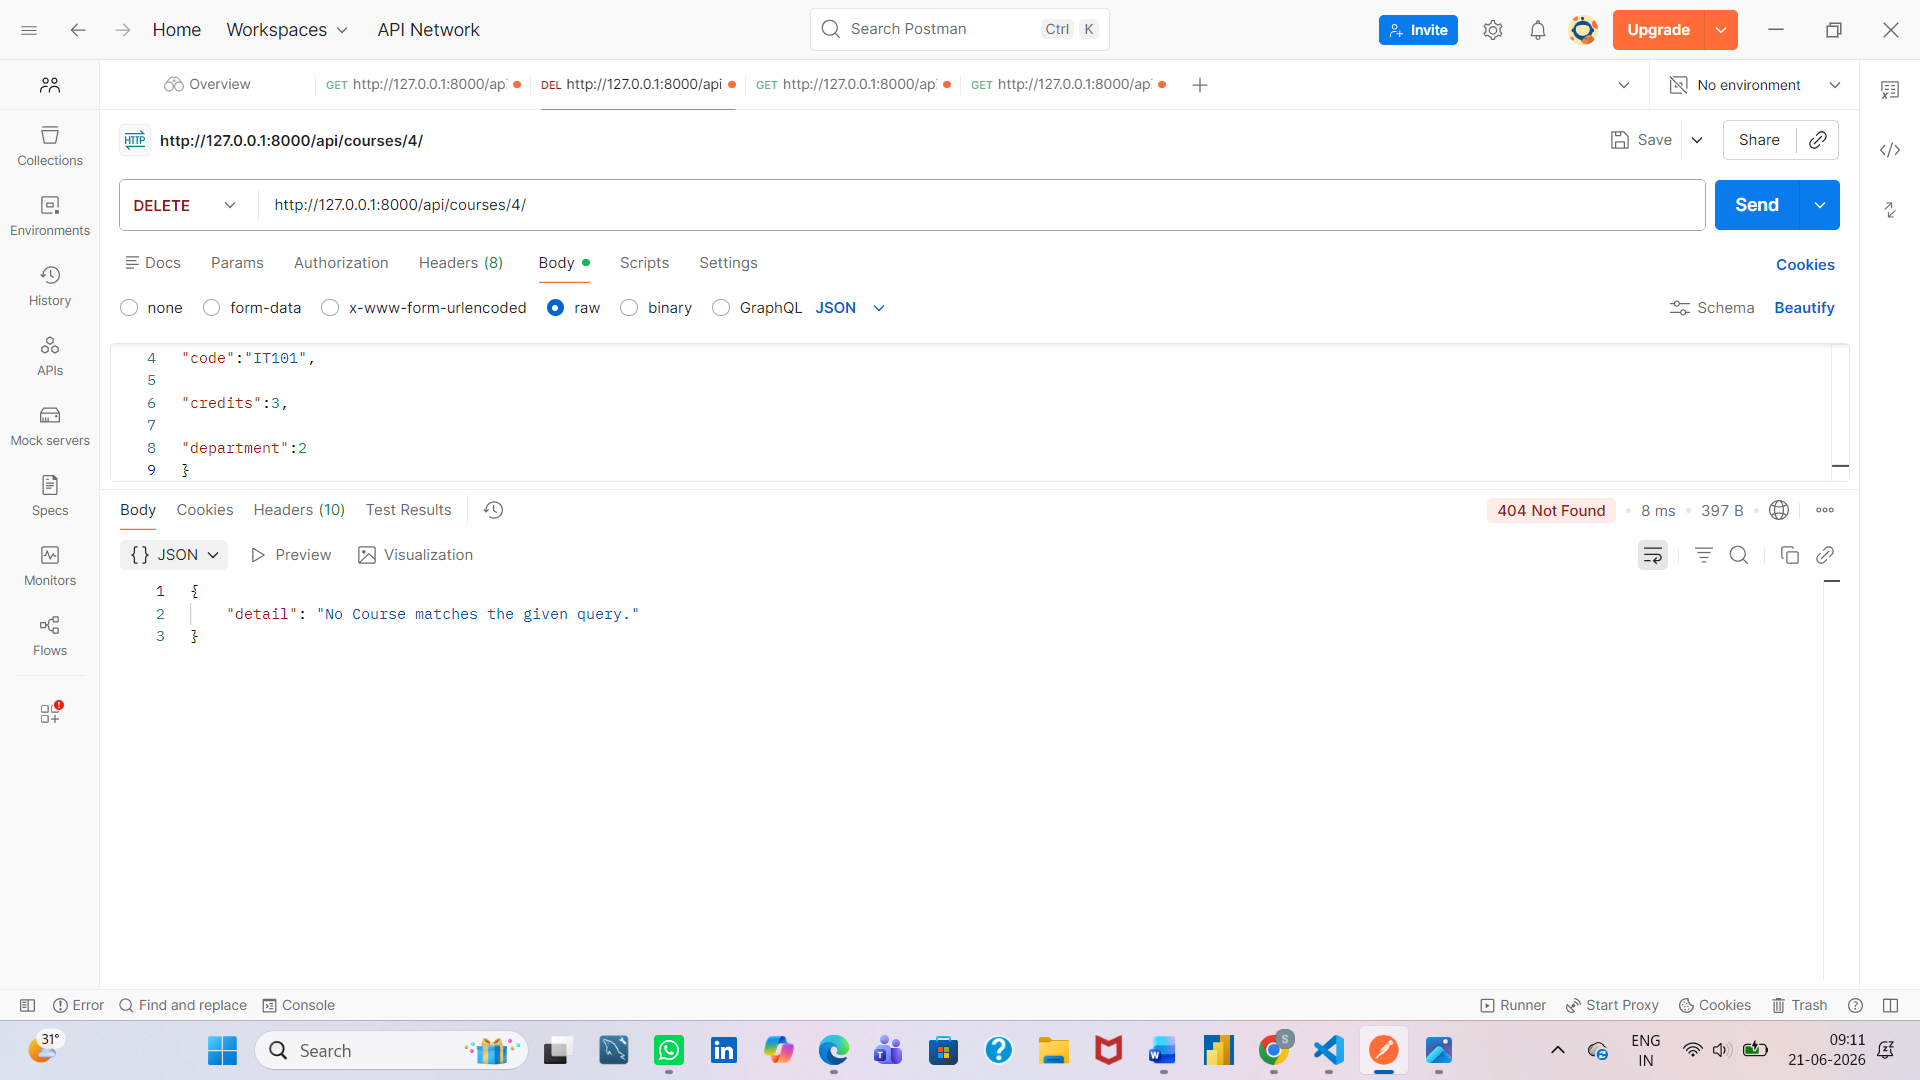 Home Workspaces API Network Search Postman Ctrl K Invite Upgrade
Overview GET http://127.0.0.1:8000/ap DEL http://127.0.0.1:8000/api GET http://127.0.0.1:8000/ap GET http://127.0.0.1:8000/ap No environment
HTTP http://127.0.0.1:8000/api/courses/4/ Save Share
DELETE http://127.0.0.1:8000/api/courses/4/ Send
Docs Params Authorization Headers (8) Body Scripts Settings Cookies
none form-data x-www-form-urlencoded raw binary GraphQL JSON Schema Beautify
Collections
Environments
History
APIs
Mock servers
Specs
Monitors
Flows
4 "code":"IT101",
5
6 "credits":3,
7
8 "department":2
9 }
Body Cookies Headers (10) Test Results 404 Not Found 8 ms 397 B
{} JSON Preview Visualization
1 {
2 "detail": "No Course matches the given query."
3 }
Error Find and replace Console Runner Start Proxy Cookies Trash
31° Search S ENG 09:11
IN 21-06-2026